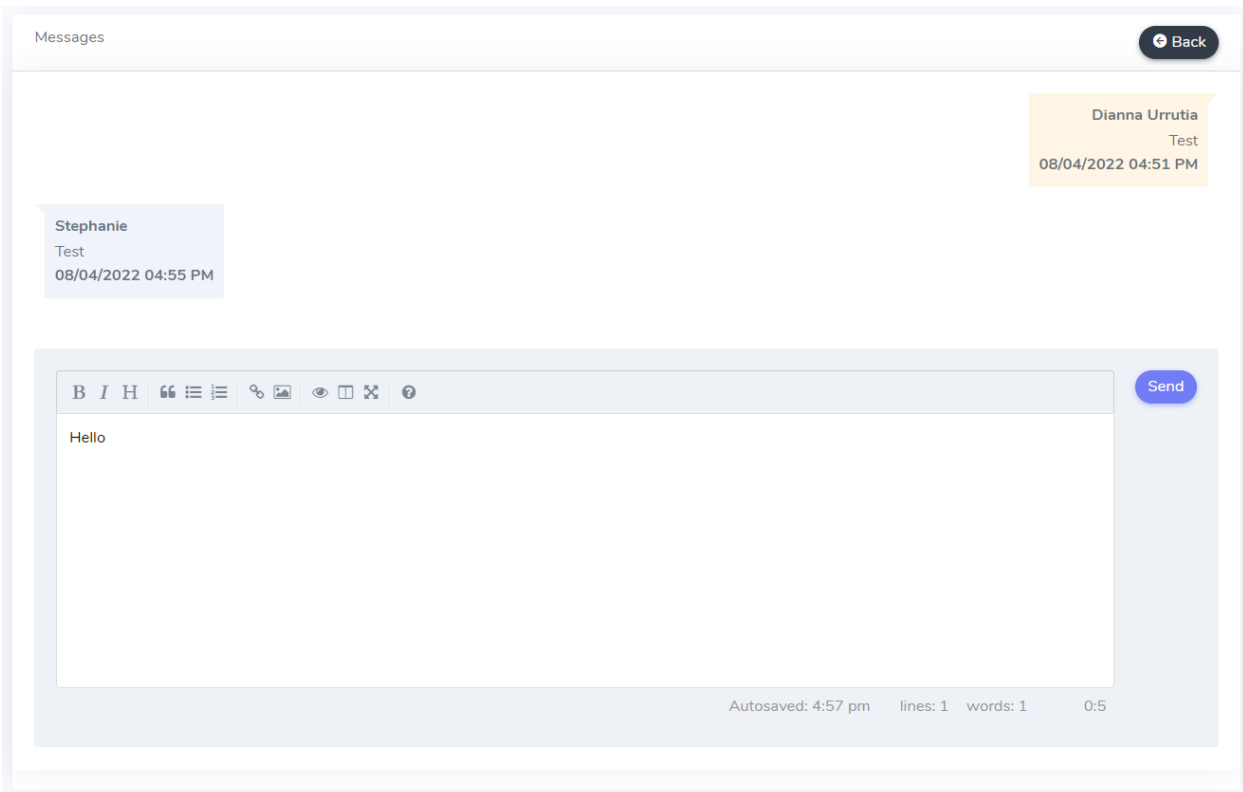 Messages
Back
Dianna Urrutia
Test
08/04/2022 04:51 PM
Stephanie
Test
08/04/2022 04:55 PM
B I H
Send
Hello
Autosaved: 4:57 pm lines: 1 words: 1 0:5